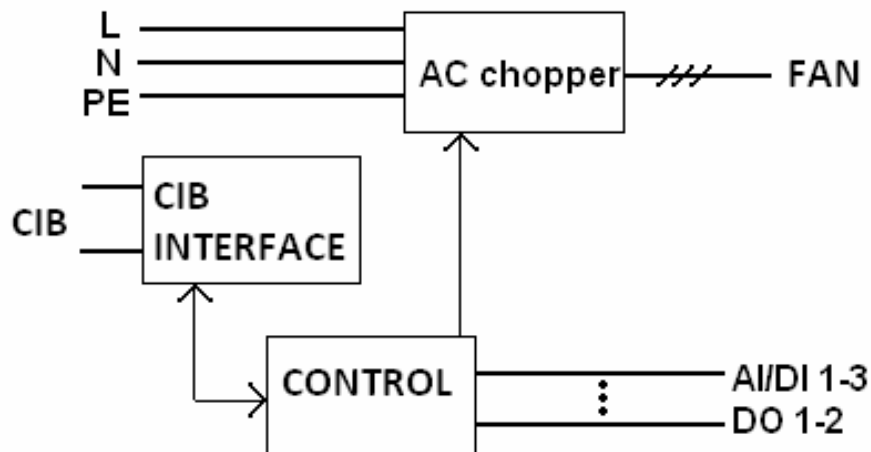 L
N
PE
AC chopper
FAN
CIB
CIB
INTERFACE
CONTROL
AI/DI 1-3
DO 1-2